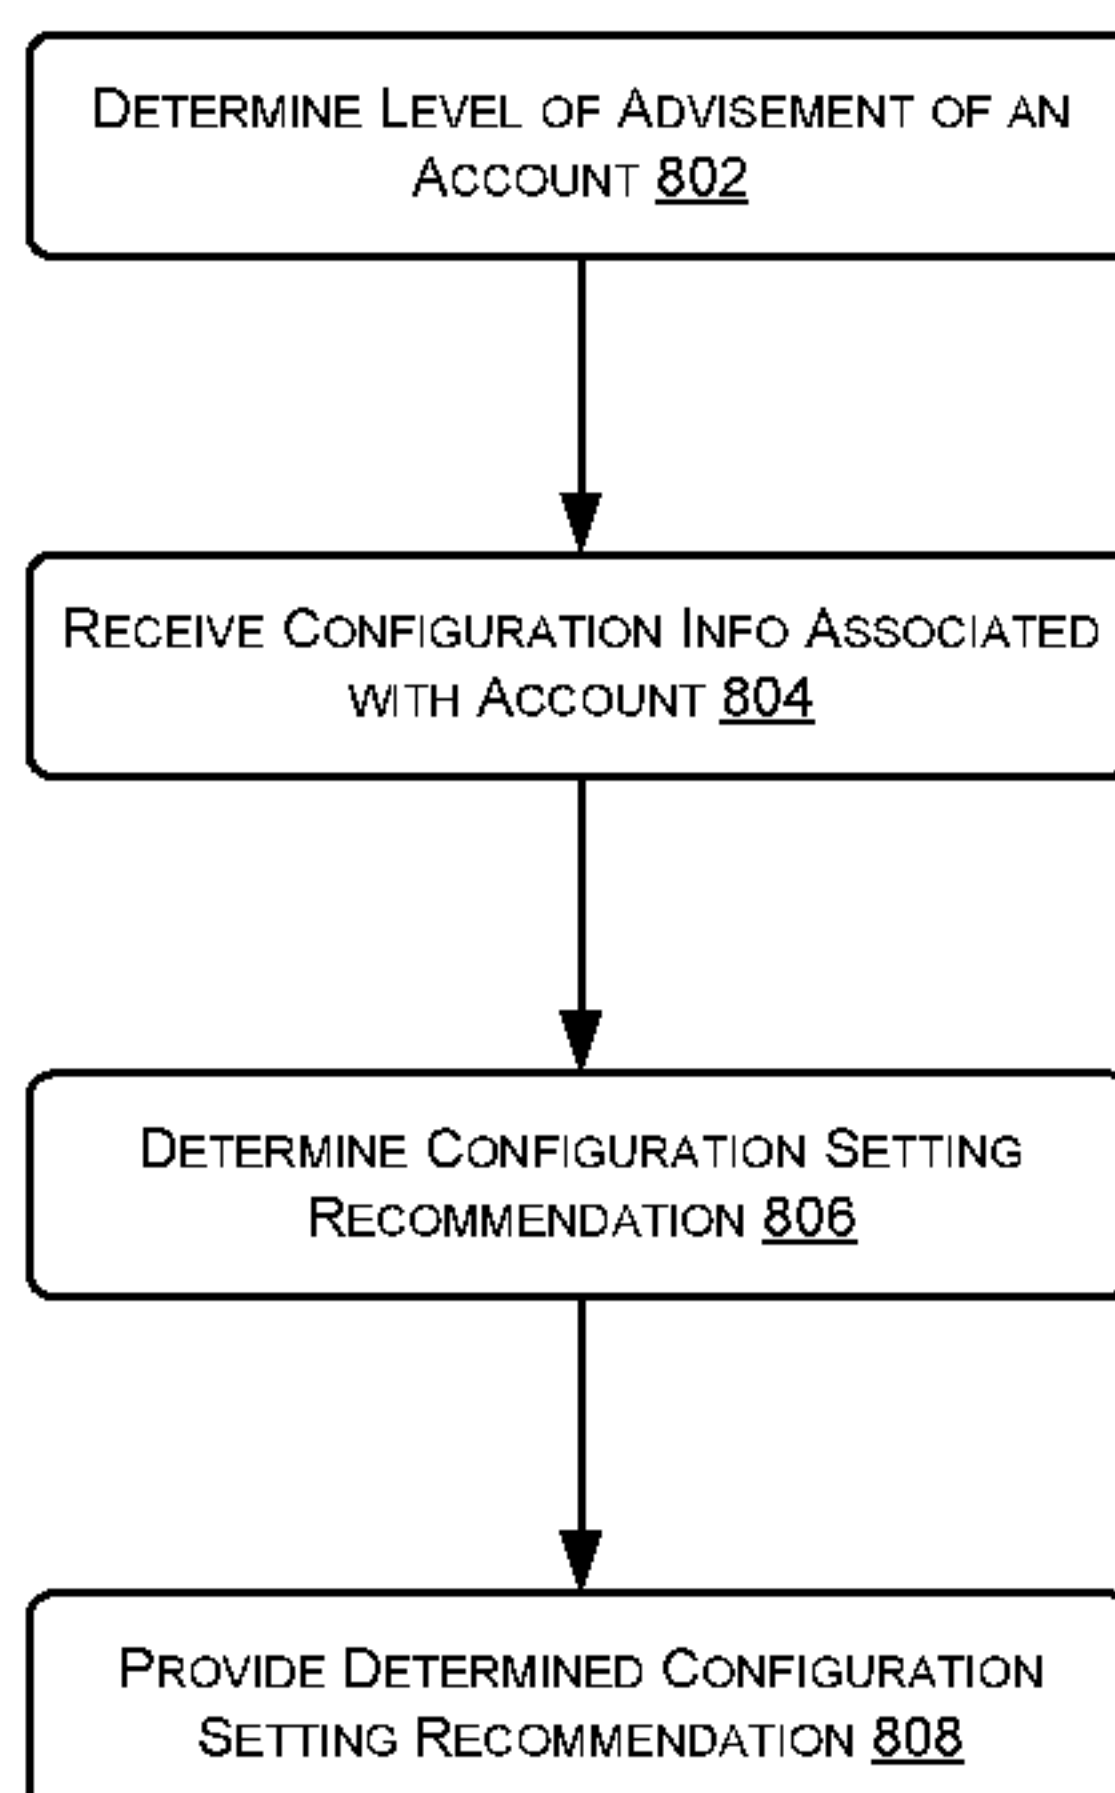 DETERMINE LEVEL OF ADVISEMENT OF AN
ACCOUNT 802
RECEIVE CONFIGURATION INFO ASSOCIATED
WITH ACCOUNT 804
DETERMINE CONFIGURATION SETTING
RECOMMENDATION 806
PROVIDE DETERMINED CONFIGURATION
SETTING RECOMMENDATION 808